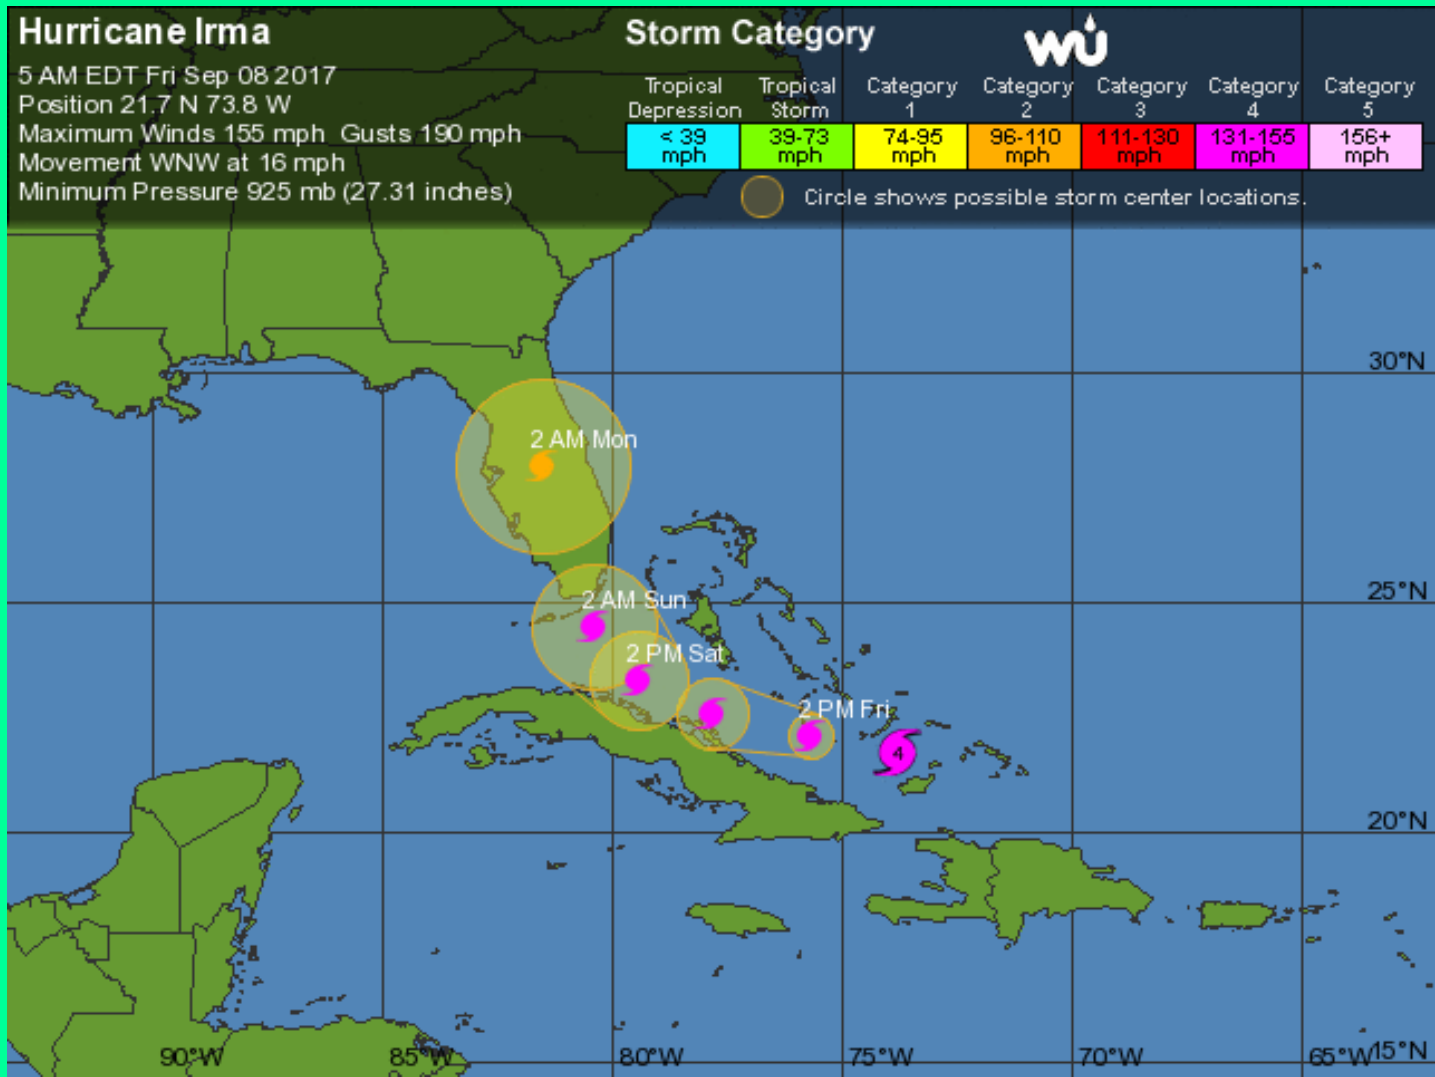 Hurricane Irma
5 AM EDT Fri Sep 08 2017
Position 21.7 N 73.8 W
Maximum Winds 155 mph Gusts 190 mph
Movement WNW at 16 mph
Minimum Pressure 925 mb (27.31 inches)
Storm Category
wu
Tropical Depression
Tropical Storm
Category 1
Category 2
Category 3
Category 4
Category 5
< 39 mph
39-73 mph
74-95 mph
96-110 mph
111-130 mph
131-155 mph
156+ mph
Circle shows possible storm center locations.
30°N
2 AM Mon
25°N
2 AM Sun
2 PM Sat
2 PM Fri
4
20°N
90°W
85°W
80°W
75°W
70°W
65°W
15°N